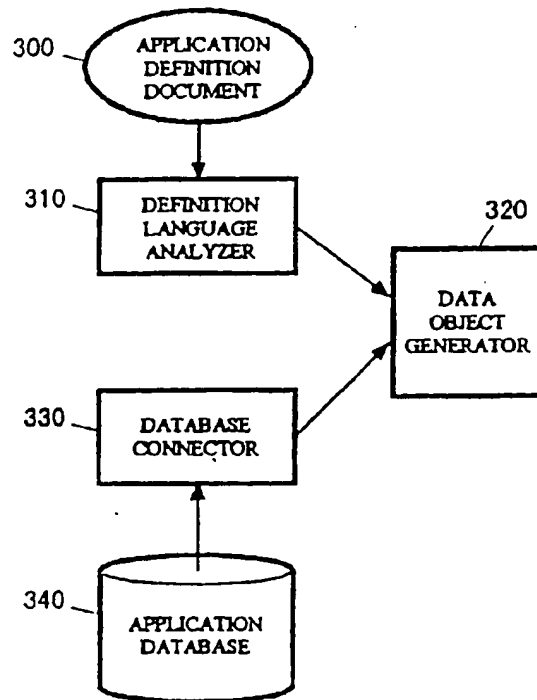 300
APPLICATION
DEFINITION
DOCUMENT
310
DEFINITION
LANGUAGE
ANALYZER
320
DATA
OBJECT
GENERATOR
330
DATABASE
CONNECTOR
340
APPLICATION
DATABASE